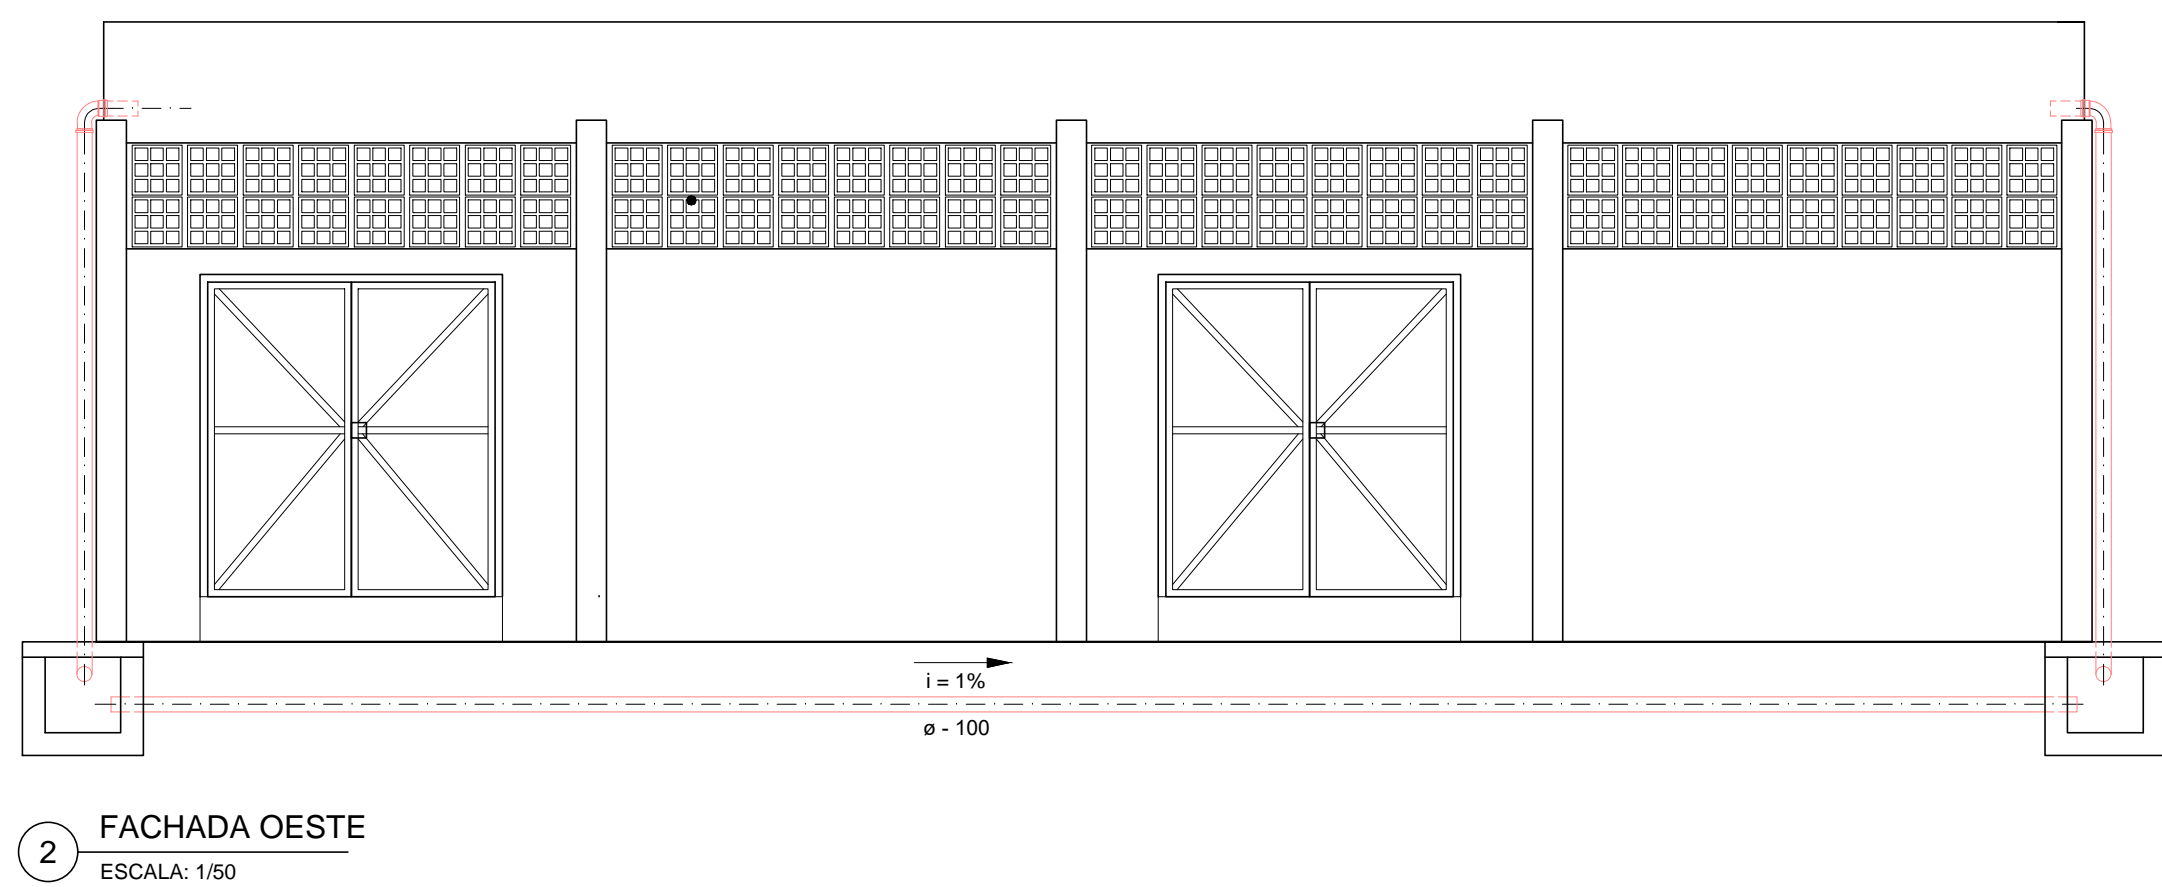 i = 1%
ø - 100
2
FACHADA OESTE
ESCALA: 1/50